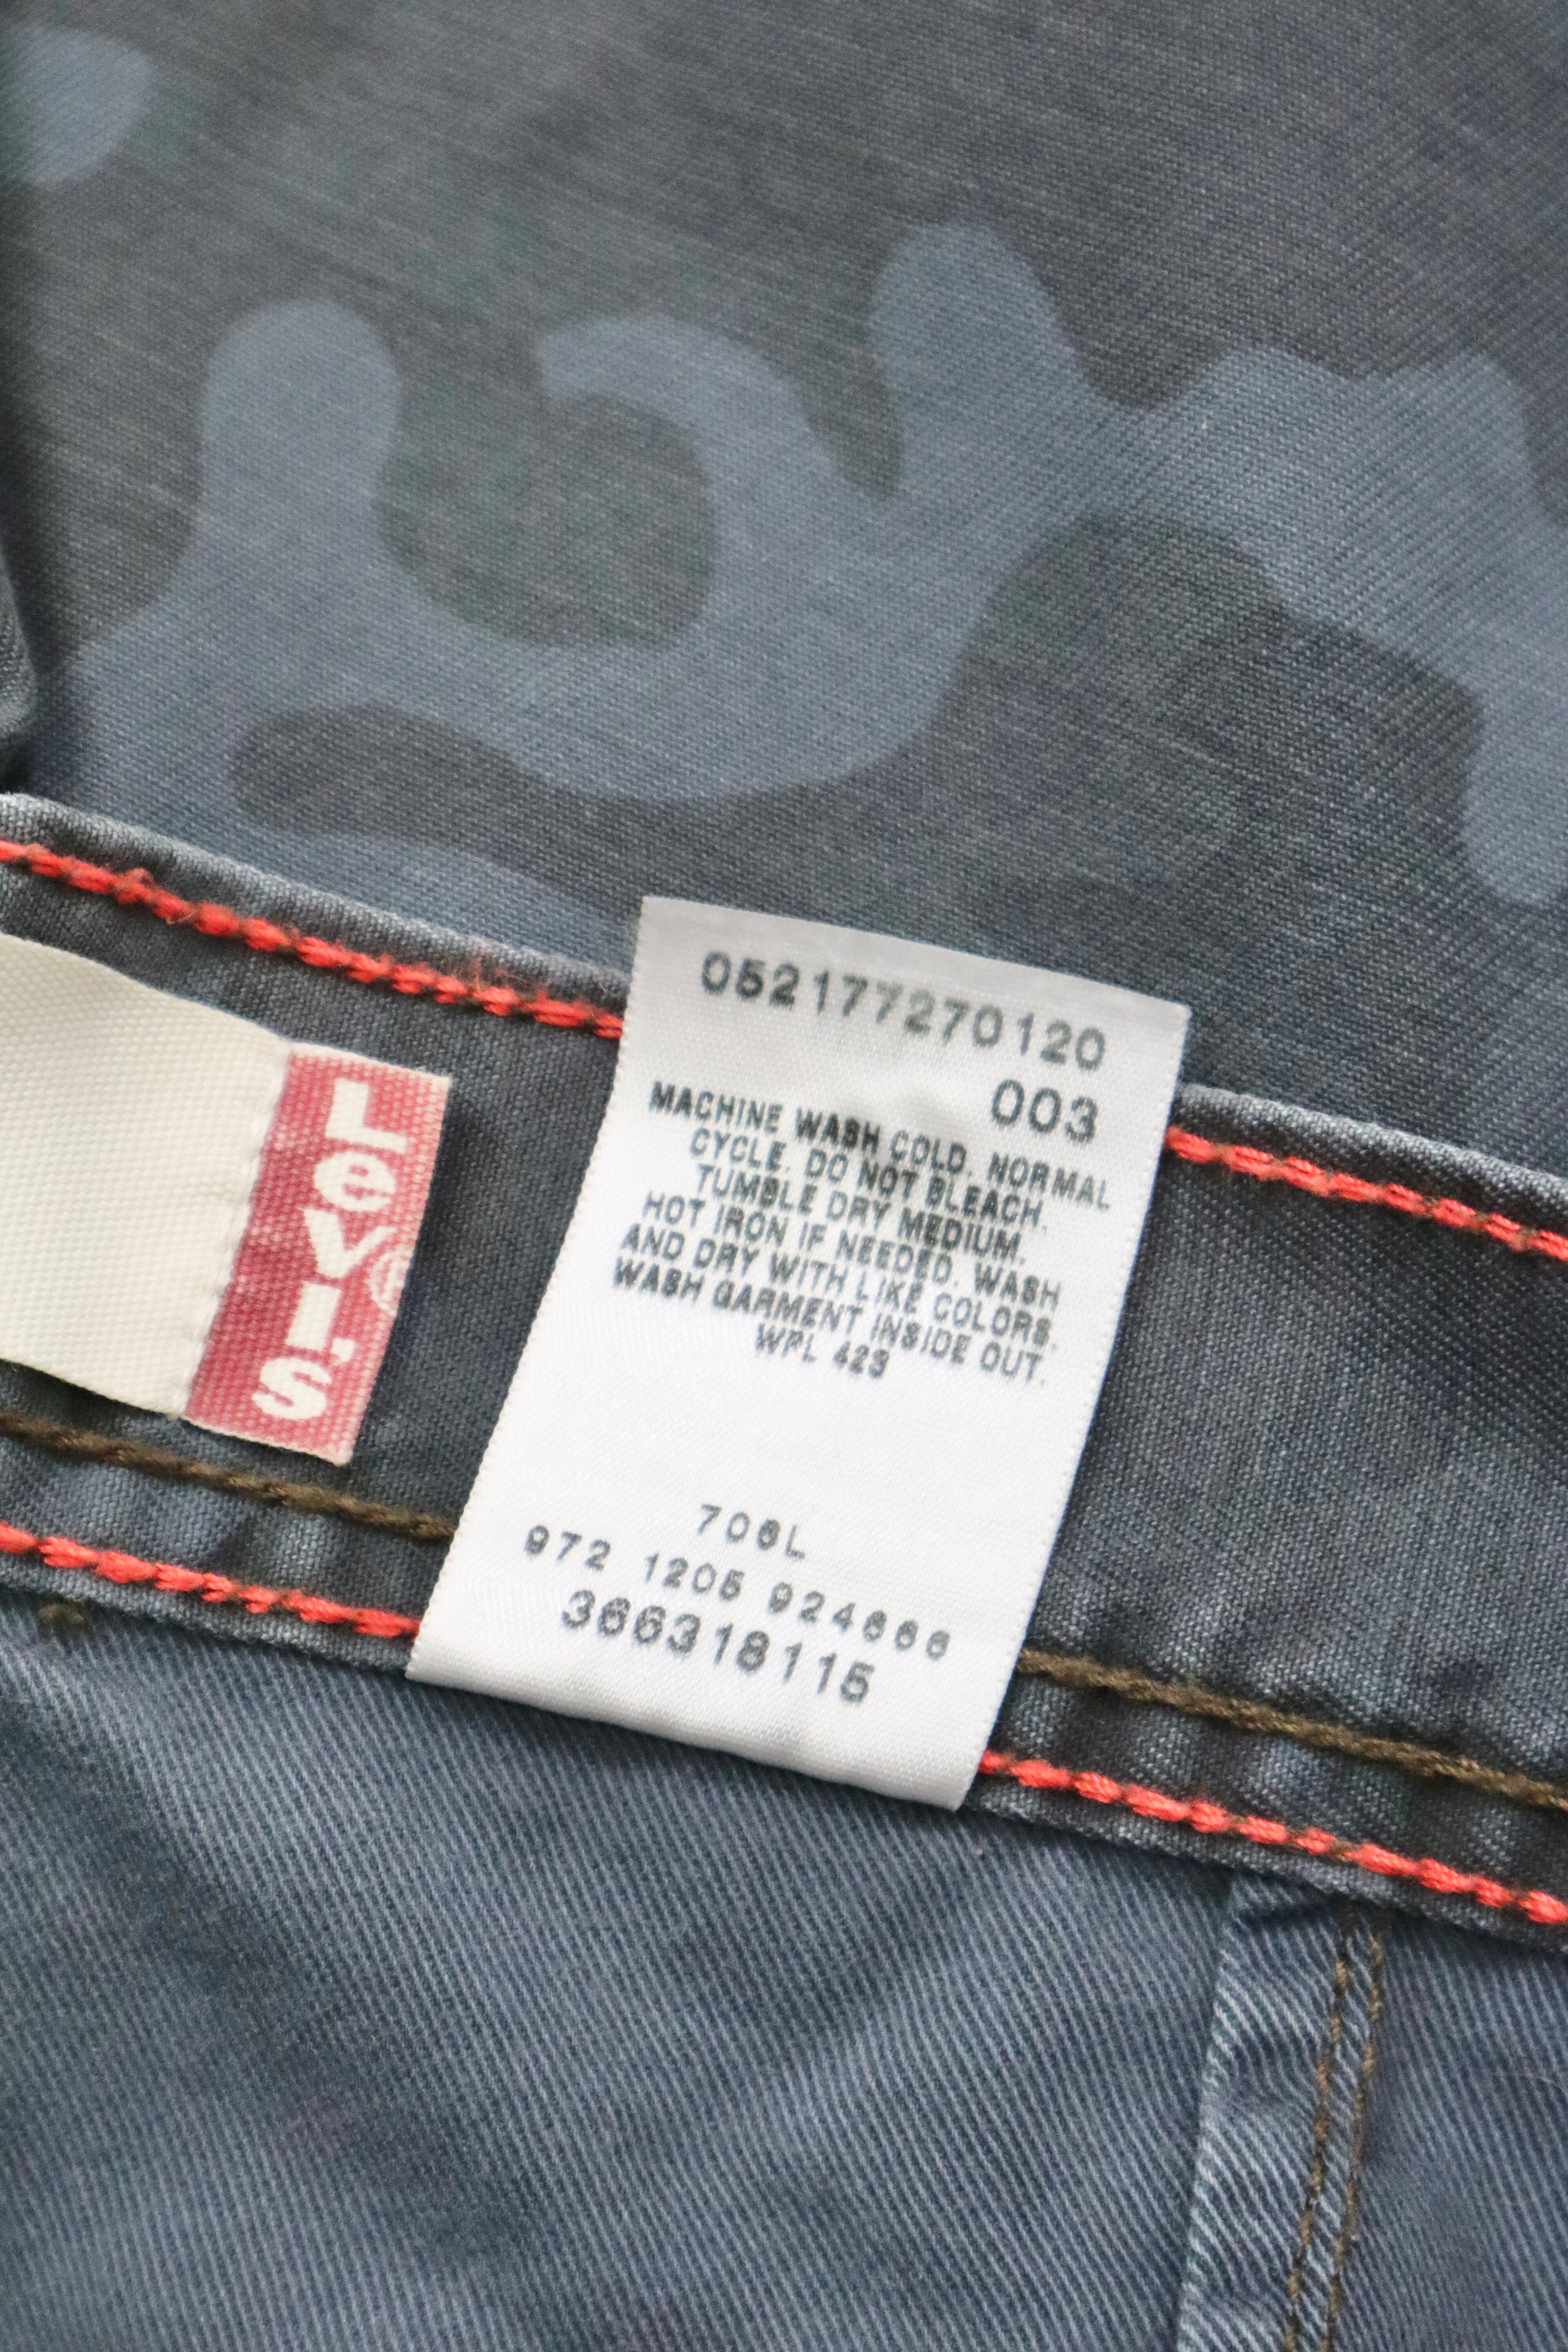 Levi's
052177270120
003
MACHINE WASH COLD. NORMAL
CYCLE. DO NOT BLEACH.
TUMBLE DRY MEDIUM.
HOT IRON IF NEEDED. WASH
AND DRY WITH LIKE COLORS.
WASH GARMENT INSIDE OUT.
WPL 423
706L
972 1205 924666
366318115